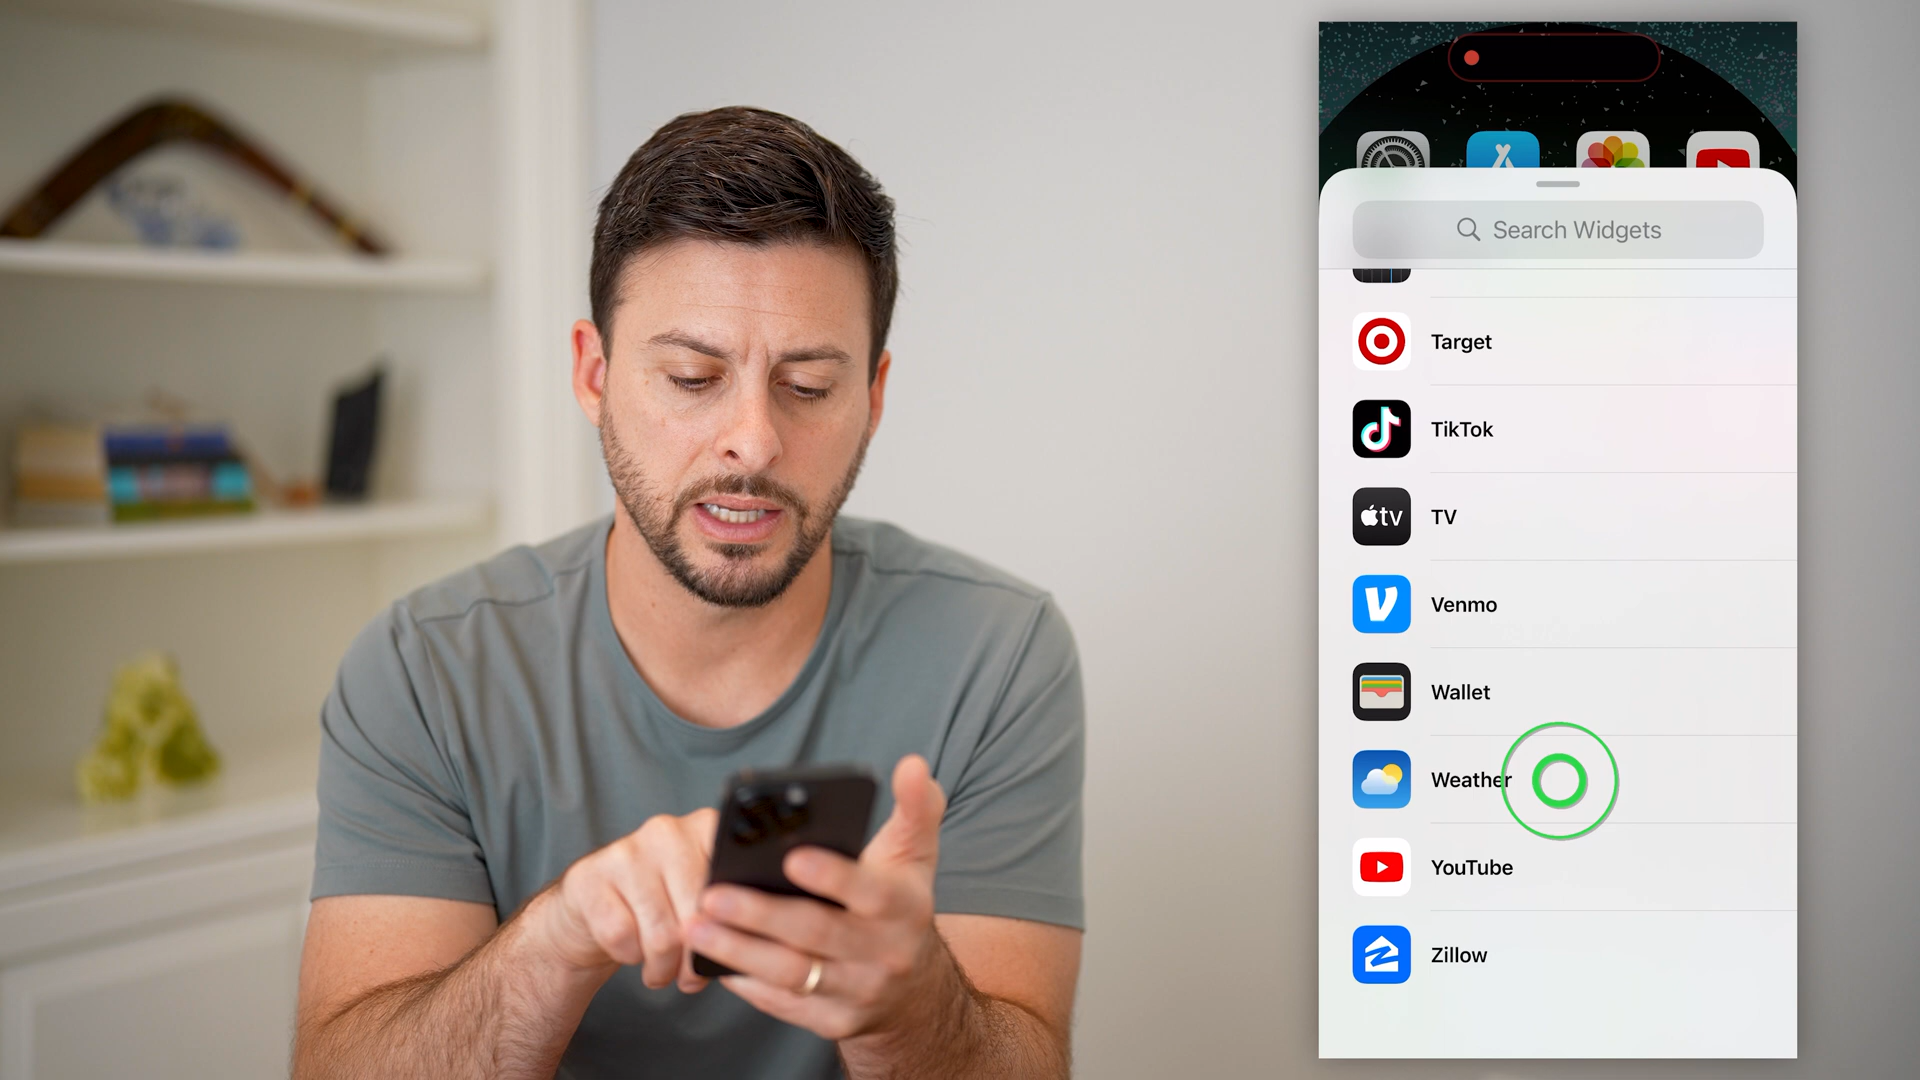 Search Widgets
Target
TikTok
tv TV
Venmo
Wallet
Weather
YouTube
Zillow